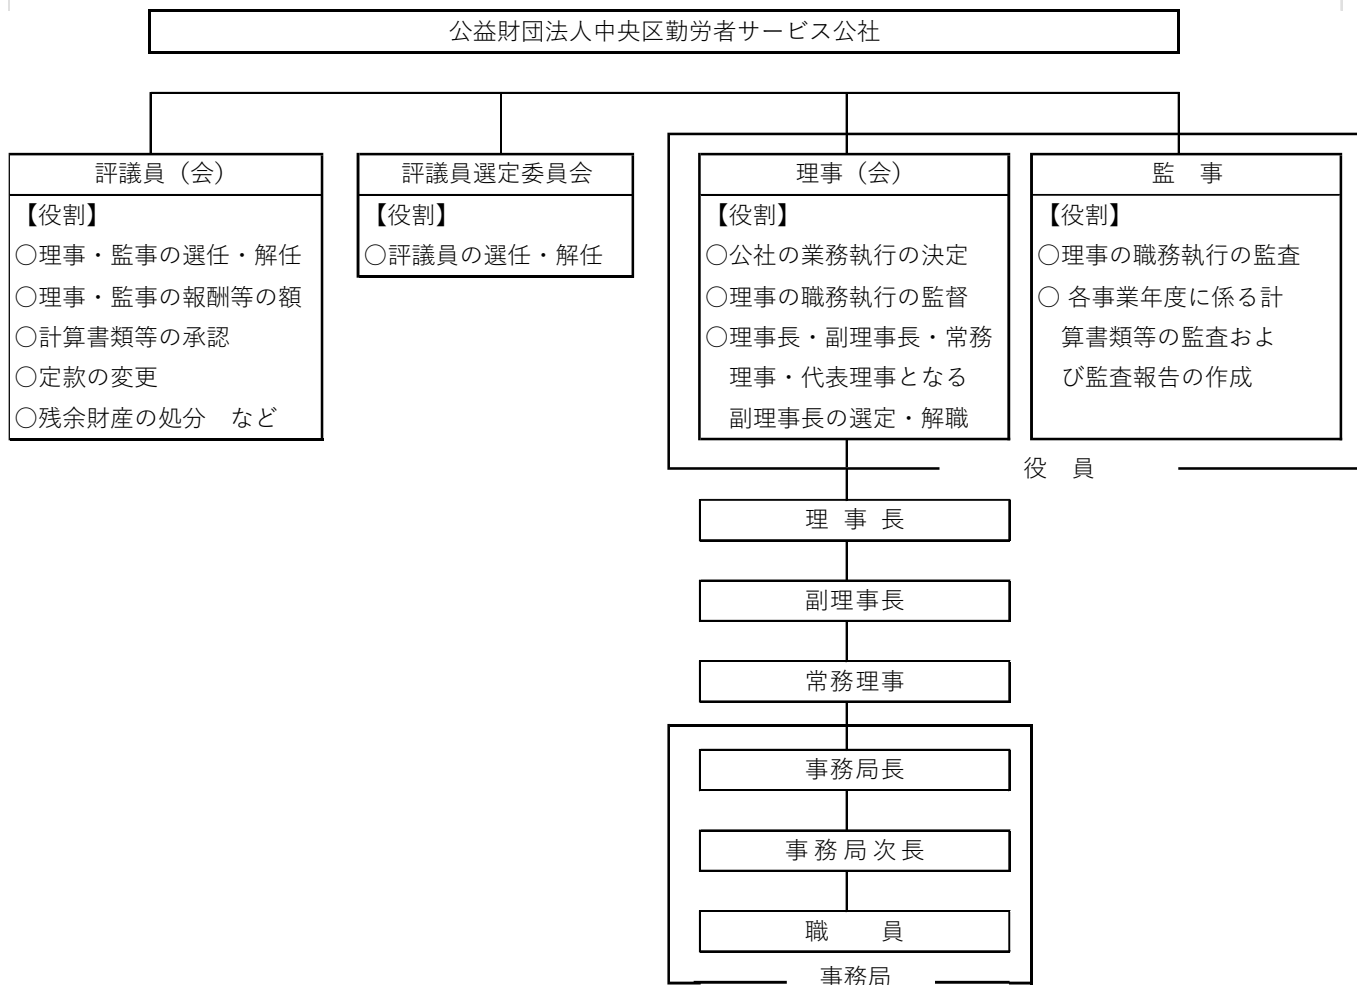 公益財団法人中央区勤労者サービス公社
評議員（会）
【役割】
○理事・監事の選任・解任
○理事・監事の報酬等の額
○計算書類等の承認
○定款の変更
○残余財産の処分　など
評議員選定委員会
【役割】
○評議員の選任・解任
理事（会）
【役割】
○公社の業務執行の決定
○理事の職務執行の監督
○理事長・副理事長・常務
理事・代表理事となる
副理事長の選定・解職
監　事
【役割】
○理事の職務執行の監査
○ 各事業年度に係る計
算書類等の監査およ
び監査報告の作成
役　員
理 事 長
副理事長
常務理事
事務局長
事務局次長
職　　員
事務局